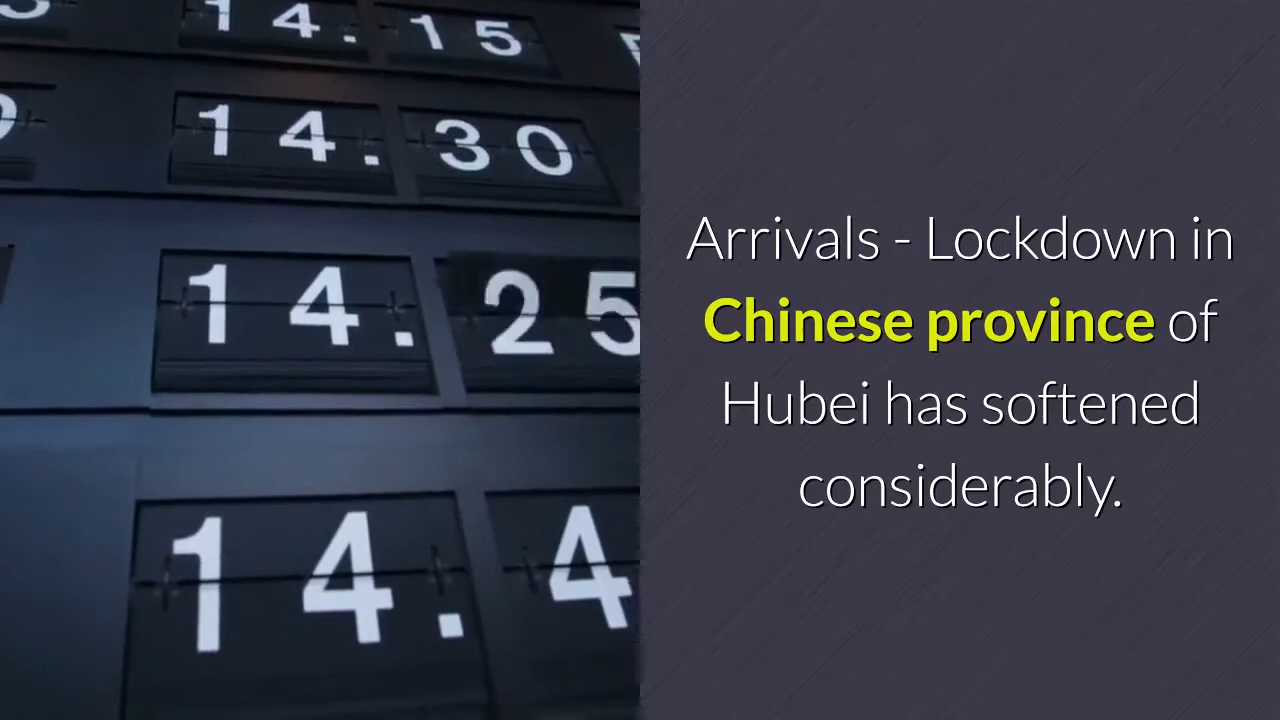 14. 15
14. 30
14. 25
14. 4
Arrivals - Lockdown in
Chinese province of
Hubei has softened
considerably.